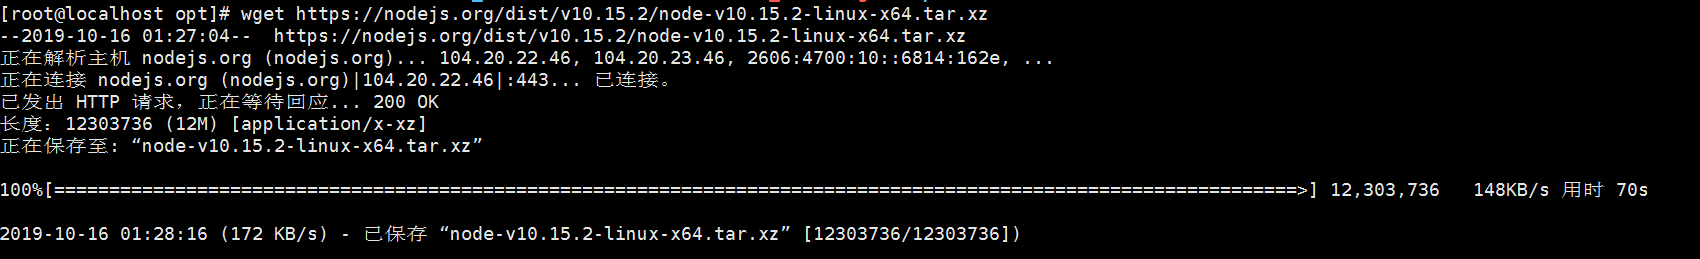 [root@localhost opt]# wget https://nodejs.org/dist/v10.15.2/node-v10.15.2-linux-x64.tar.xz
--2019-10-16 01:27:04--  https://nodejs.org/dist/v10.15.2/node-v10.15.2-linux-x64.tar.xz
正在解析主机 nodejs.org (nodejs.org)... 104.20.22.46, 104.20.23.46, 2606:4700:10::6814:162e, ...
正在连接 nodejs.org (nodejs.org)|104.20.22.46|:443... 已连接。
已发出 HTTP 请求，正在等待回应... 200 OK
长度：12303736 (12M) [application/x-xz]
正在保存至: “node-v10.15.2-linux-x64.tar.xz”
100%[=================================================================================================================>] 12,303,736   148KB/s 用时 70s
2019-10-16 01:28:16 (172 KB/s) - 已保存 “node-v10.15.2-linux-x64.tar.xz” [12303736/12303736])